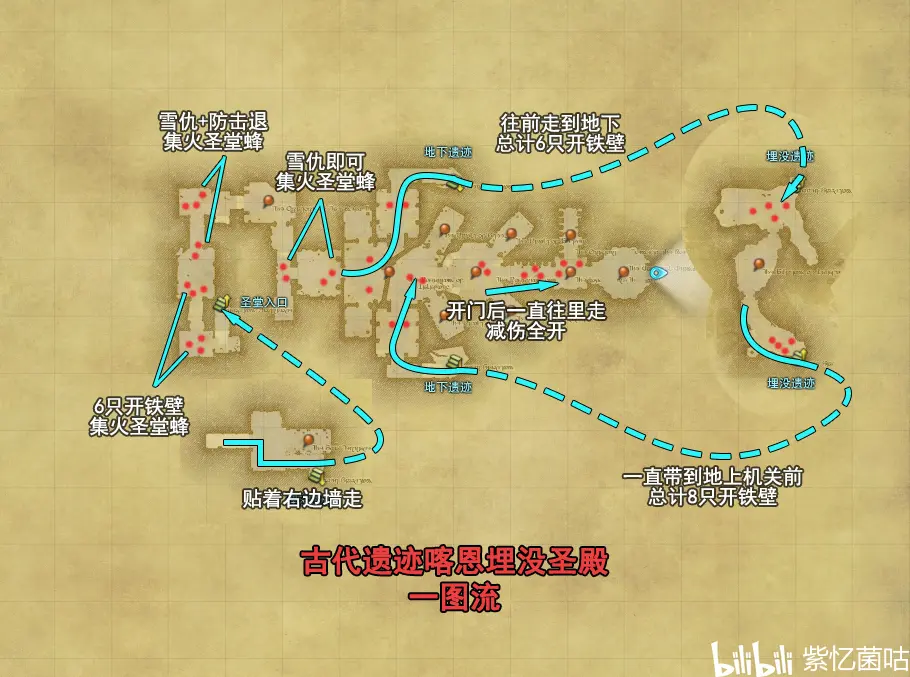 雪仇+防击退
集火圣堂蜂
雪仇即可
集火圣堂蜂
往前走到地下
总计6只开铁壁
地下遗迹
埋没遗迹
圣堂入口
开门后一直往里走
减伤全开
地下遗迹
埋没遗迹
6只开铁壁
集火圣堂蜂
一直带到地上机关前
总计8只开铁壁
贴着右边墙走
古代遗迹喀恩埋没圣殿
一图流
bilibili 紫忆菌咕